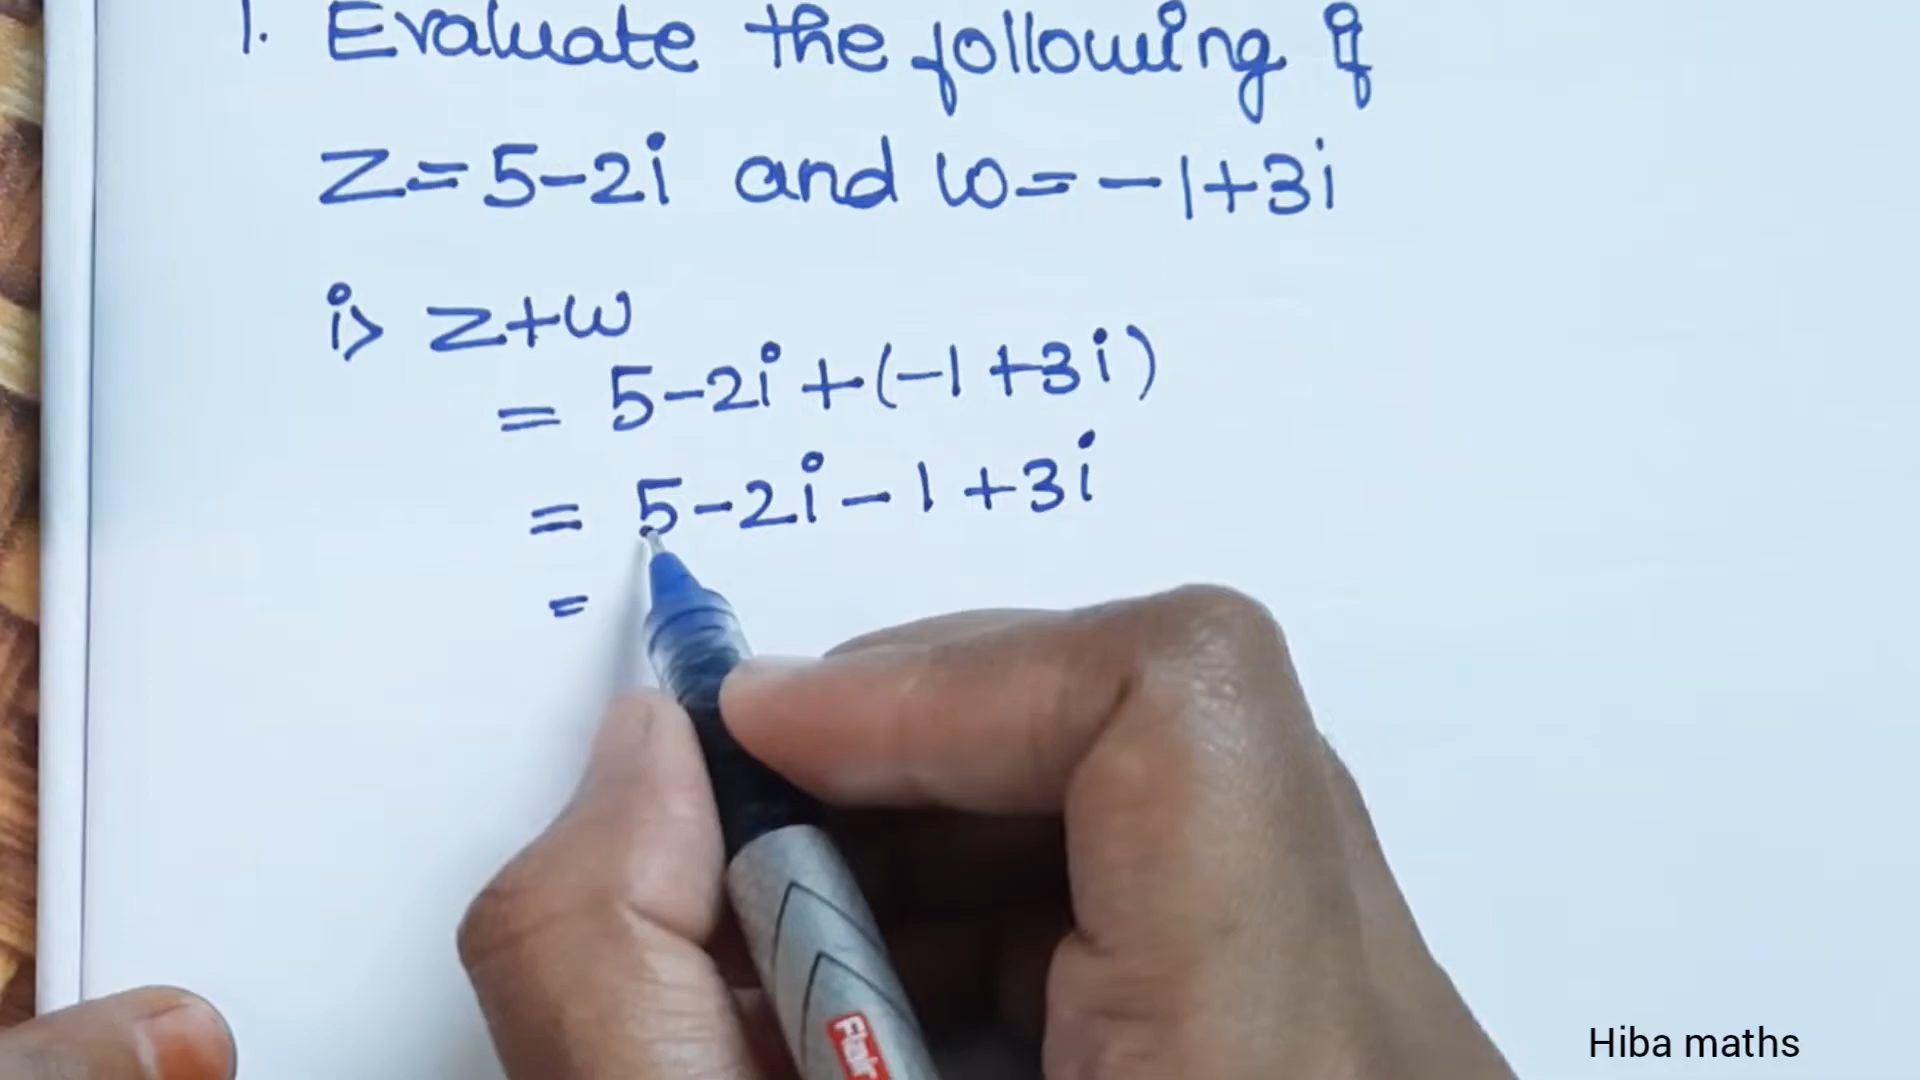 1. Evaluate the following if
Z=5-2i and ω=-1+3i
i> Z+ω
= 5-2i+(-1+3i)
= 5-2i-1+3i
=
Flair
Hiba maths